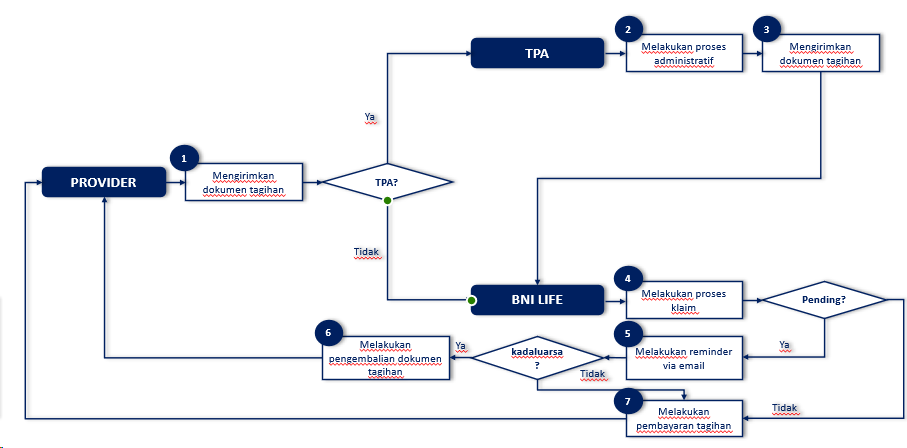 2
3
TPA
Melakukan proses
administratif
Mengirimkan
dokumen tagihan
Ya
1
PROVIDER
Mengirimkan
dokumen tagihan
TPA?
Tidak
4
BNI LIFE
Melakukan proses
klaim
Pending?
6
5
Melakukan
pengembalian dokumen
tagihan
Ya
kadaluarsa
?
Melakukan reminder
via email
Ya
Tidak
7
Melakukan
pembayaran tagihan
Tidak